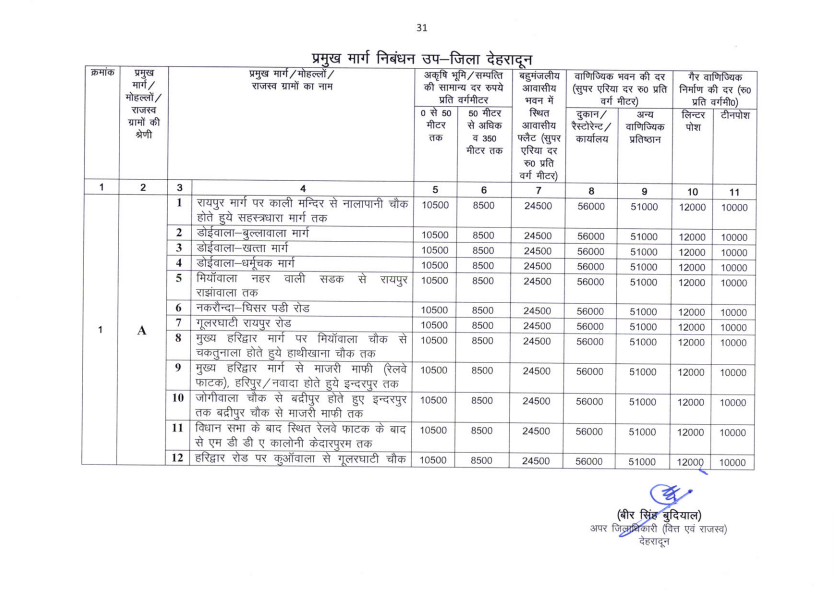 31
प्रमुख मार्ग निबंधन उप–जिला देहरादून
क्रमांक | प्रमुख मार्ग/ मोहल्लों/ राजस्व ग्रामों की श्रेणी | प्रमुख मार्ग/मोहल्लों/ राजस्व ग्रामों का नाम | अकृषि भूमि/सम्पत्ति की सामान्य दर रुपये प्रति वर्गमीटर | बहुमंजलीय आवासीय भवन में स्थित आवासीय फ्लैट (सुपर एरिया दर रु0 प्रति वर्ग मीटर) | वाणिज्यिक भवन की दर (सुपर एरिया दर रु0 प्रति वर्ग मीटर) | गैर वाणिज्यिक निर्माण की दर (रु0 प्रति वर्गमी0)
0 से 50 मीटर तक | 50 मीटर से अधिक व 350 मीटर तक | दुकान/ रैस्टोरेन्ट/ कार्यालय | अन्य वाणिज्यिक प्रतिष्ठान | लिन्टर पोश | टीनपोश
1 | 2 | 3 | 4 | 5 | 6 | 7 | 8 | 9 | 10 | 11
1 | A
1 | रायपुर मार्ग पर काली मन्दिर से नालापानी चौक होते हुये सहस्त्रधारा मार्ग तक | 10500 | 8500 | 24500 | 56000 | 51000 | 12000 | 10000
2 | डोईवाला–बुल्लावाला मार्ग | 10500 | 8500 | 24500 | 56000 | 51000 | 12000 | 10000
3 | डोईवाला–खत्ता मार्ग | 10500 | 8500 | 24500 | 56000 | 51000 | 12000 | 10000
4 | डोईवाला–धर्मूचक मार्ग | 10500 | 8500 | 24500 | 56000 | 51000 | 12000 | 10000
5 | मियाँवाला नहर वाली सडक से रायपुर राझांवाला तक | 10500 | 8500 | 24500 | 56000 | 51000 | 12000 | 10000
6 | नकरौन्दा–घिसर पडी रोड | 10500 | 8500 | 24500 | 56000 | 51000 | 12000 | 10000
7 | गूलरघाटी रायपुर रोड | 10500 | 8500 | 24500 | 56000 | 51000 | 12000 | 10000
8 | मुख्य हरिद्वार मार्ग पर मियाँवाला चौक से चकतुनाला होते हुये हाथीखाना चौक तक | 10500 | 8500 | 24500 | 56000 | 51000 | 12000 | 10000
9 | मुख्य हरिद्वार मार्ग से माजरी माफी (रेलवे फाटक), हरिपुर/नवादा होते हुये इन्दरपुर तक | 10500 | 8500 | 24500 | 56000 | 51000 | 12000 | 10000
10 | जोगीवाला चौक से बद्रीपुर होते हुए इन्दरपुर तक बद्रीपुर चौक से माजरी माफी तक | 10500 | 8500 | 24500 | 56000 | 51000 | 12000 | 10000
11 | विधान सभा के बाद स्थित रेलवे फाटक के बाद से एम डी डी ए कालोनी केदारपुरम तक | 10500 | 8500 | 24500 | 56000 | 51000 | 12000 | 10000
12 | हरिद्वार रोड पर कुऑवाला से गूलरघाटी चौक | 10500 | 8500 | 24500 | 56000 | 51000 | 12000 | 10000
(बीर सिंह बुदियाल)
अपर जिलाधिकारी (वित्त एवं राजस्व)
देहरादून